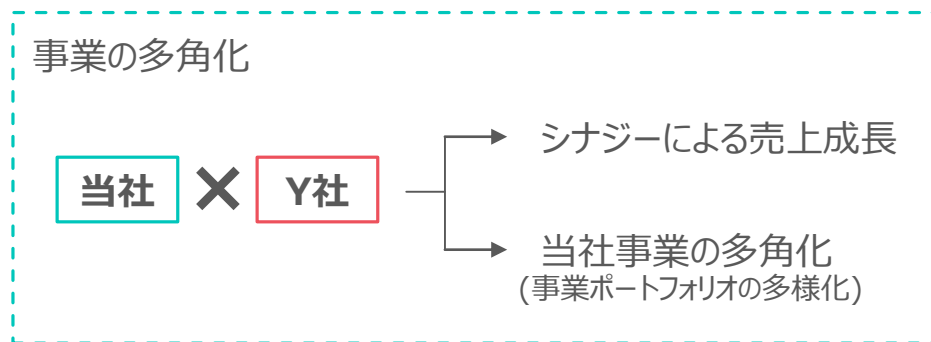 事業の多角化
当社 × Y社
シナジーによる売上成長
当社事業の多角化
(事業ポートフォリオの多様化)